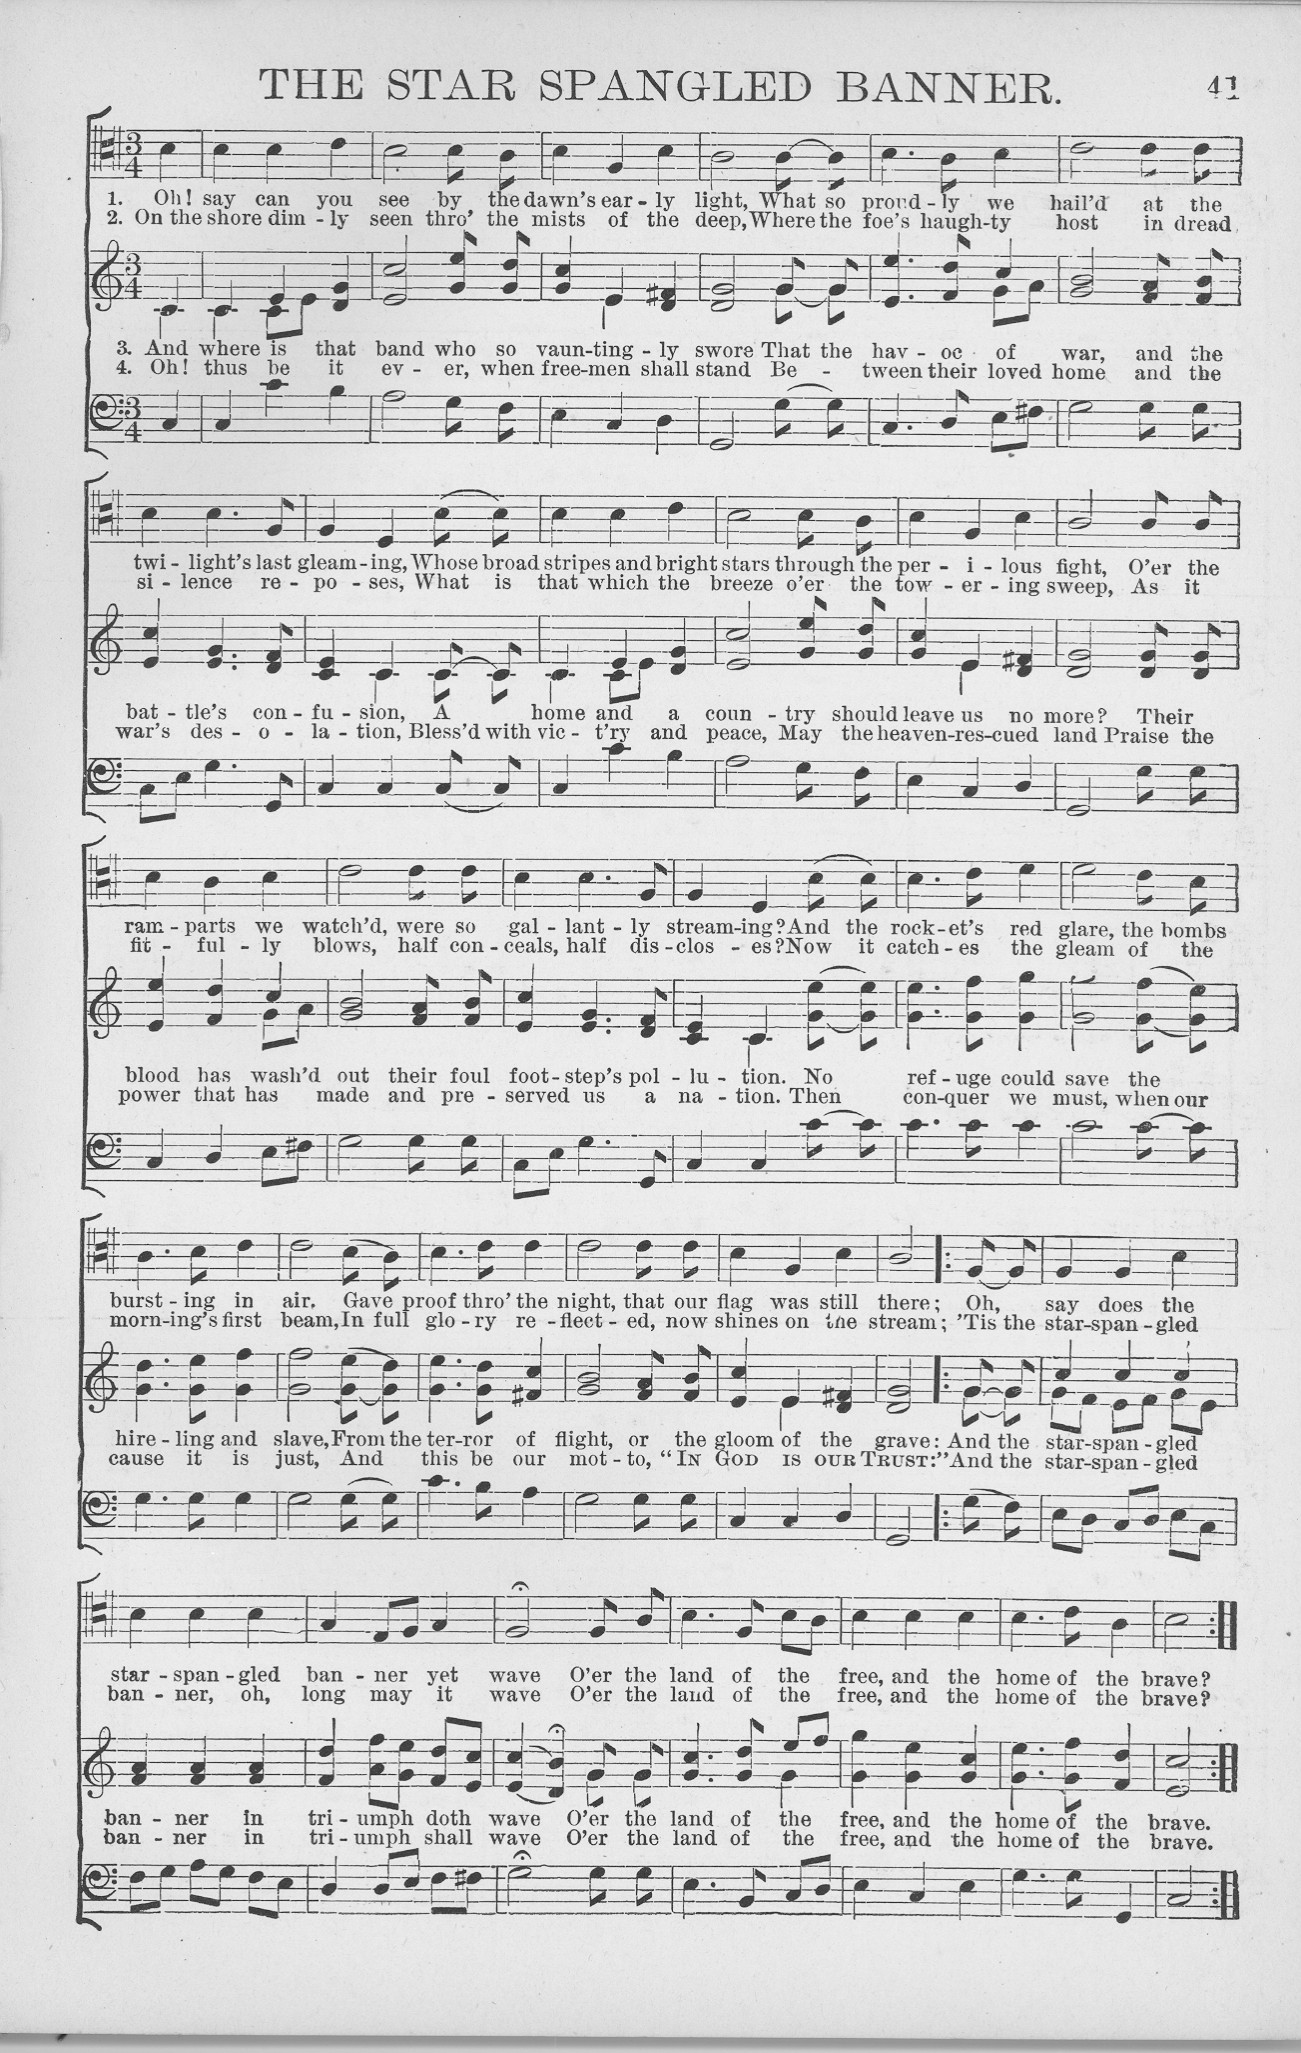 THE STAR SPANGLED BANNER. 41
1. Oh! say can you see by the dawn's ear - ly light, What so proud - ly we hail'd at the
2. On the shore dim - ly seen thro' the mists of the deep, Where the foe's haugh-ty host in dread
3. And where is that band who so vaun-ting - ly swore That the hav - oc of war, and the
4. Oh! thus be it ev - er, when free-men shall stand Be - tween their loved home and the
twi - light's last gleam-ing, Whose broad stripes and bright stars through the per - i - lous fight, O'er the
si - lence re - po - ses, What is that which the breeze o'er the tow - er - ing sweep, As it
bat - tle's con - fu - sion, A home and a coun - try should leave us no more? Their
war's des - o - la - tion, Bless'd with vic - t'ry and peace, May the heaven-res-cued land Praise the
ram - parts we watch'd, were so gal - lant - ly stream-ing? And the rock-et's red glare, the bombs
fit - ful - ly blows, half con - ceals, half dis - clos - es? Now it catch - es the gleam of the
blood has wash'd out their foul foot-step's pol - lu - tion. No ref - uge could save the
power that has made and pre - served us a na - tion. Then con-quer we must, when our
burst - ing in air, Gave proof thro' the night, that our flag was still there; Oh, say does the
morn-ing's first beam, In full glo - ry re - flect - ed, now shines on the stream; 'Tis the star-span-gled
hire - ling and slave, From the ter-ror of flight, or the gloom of the grave: And the star-span-gled
cause it is just, And this be our mot - to, "IN GOD IS OUR TRUST:" And the star-span-gled
star - span - gled ban - ner yet wave O'er the land of the free, and the home of the brave?
ban - ner, oh, long may it wave O'er the land of the free, and the home of the brave?
ban - ner in tri - umph doth wave O'er the land of the free, and the home of the brave.
ban - ner in tri - umph shall wave O'er the land of the free, and the home of the brave.